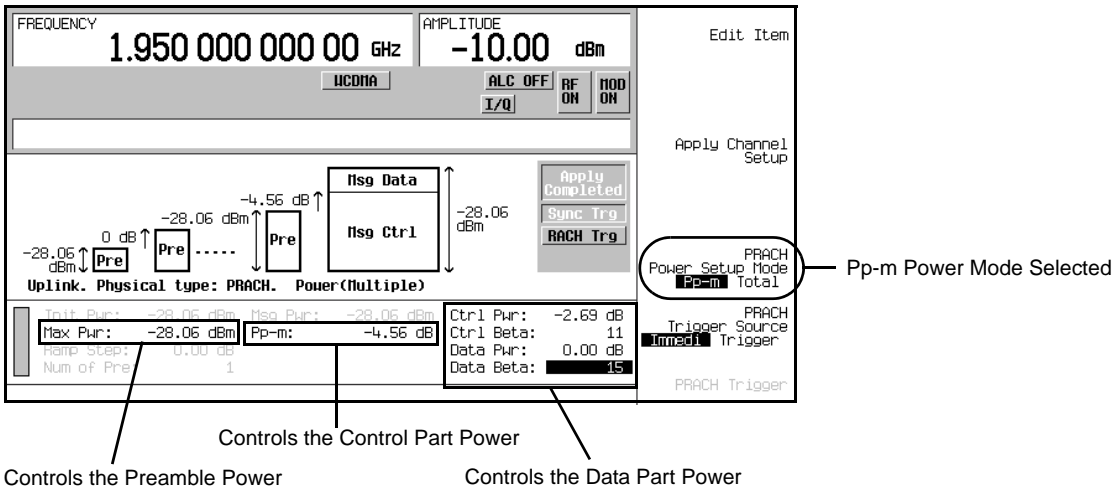 FREQUENCY
1.950 000 000 00 GHz
AMPLITUDE
-10.00 dBm
WCDMA
ALC OFF
I/Q
RF ON
MOD ON
Edit Item
Apply Channel
Setup
Msg Data
Msg Ctrl
-4.56 dB
-28.06 dBm
0 dB
-28.06
dBm
Pre
Pre
Pre
-28.06
dBm
Apply
Completed
Sync Trg
RACH Trg
Uplink. Physical type: PRACH. Power(Multiple)
PRACH
Power Setup Mode
Pp-m Total
Pp-m Power Mode Selected
Init Pwr: -28.06 dBm Msg Pwr: -28.06 dBm
Max Pwr: -28.06 dBm Pp-m: -4.56 dB
Ramp Step: 0.00 dB
Num of Pre 1
Ctrl Pwr: -2.69 dB
Ctrl Beta: 11
Data Pwr: 0.00 dB
Data Beta: 15
PRACH
Trigger Source
Immedi Trigger
PRACH Trigger
Controls the Control Part Power
Controls the Preamble Power
Controls the Data Part Power